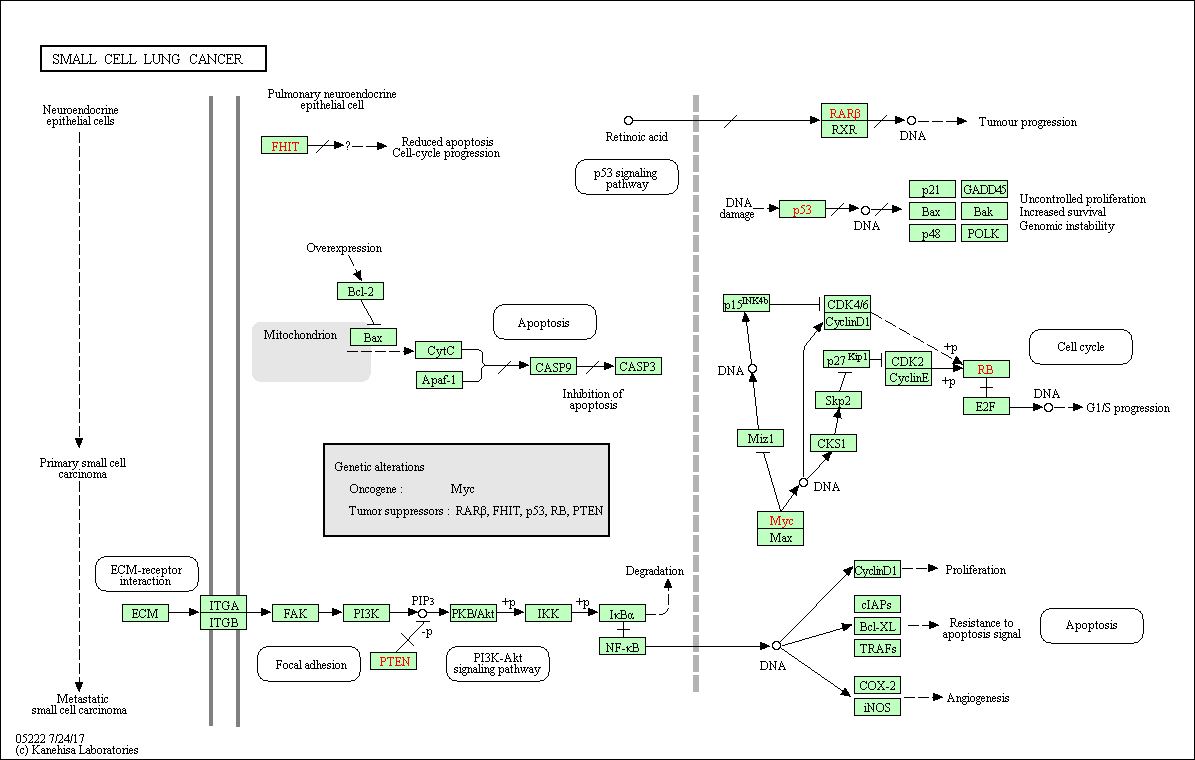 SMALL CELL LUNG CANCER
Neuroendocrine
epithelial cells
Pulmonary neuroendocrine
epithelial cell
FHIT
?
Reduced apoptosis
Cell-cycle progression
Retinoic acid
RARβ
RXR
DNA
Tumour progression
p53 signaling
pathway
DNA
damage
p53
DNA
p21
GADD45
Bax
Bak
p48
POLK
Uncontrolled proliferation
Increased survival
Genomic instability
Overexpression
Bcl-2
Mitochondrion
Bax
CytC
Apaf-1
Apoptosis
CASP9
CASP3
Inhibition of
apoptosis
p15INK4b
CDK4/6
CyclinD1
Cell cycle
DNA
p27 Kip1
CDK2
CyclinE
+p
+p
RB
Skp2
E2F
DNA
G1/S progression
Miz1
CKS1
DNA
Myc
Max
Primary small cell
carcinoma
Genetic alterations
Oncogene : Myc
Tumor suppressors : RARβ, FHIT, p53, RB, PTEN
ECM-receptor
interaction
ECM
ITGA
ITGB
FAK
PI3K
PIP3
-p
PTEN
PKB/Akt
+p
IKK
+p
IκBα
NF-κB
Degradation
Focal adhesion
PI3K-Akt
signaling pathway
DNA
CyclinD1
Proliferation
cIAPs
Bcl-XL
TRAFs
Resistance to
apoptosis signal
Apoptosis
COX-2
iNOS
Angiogenesis
Metastatic
small cell carcinoma
05222 7/24/17
(c) Kanehisa Laboratories